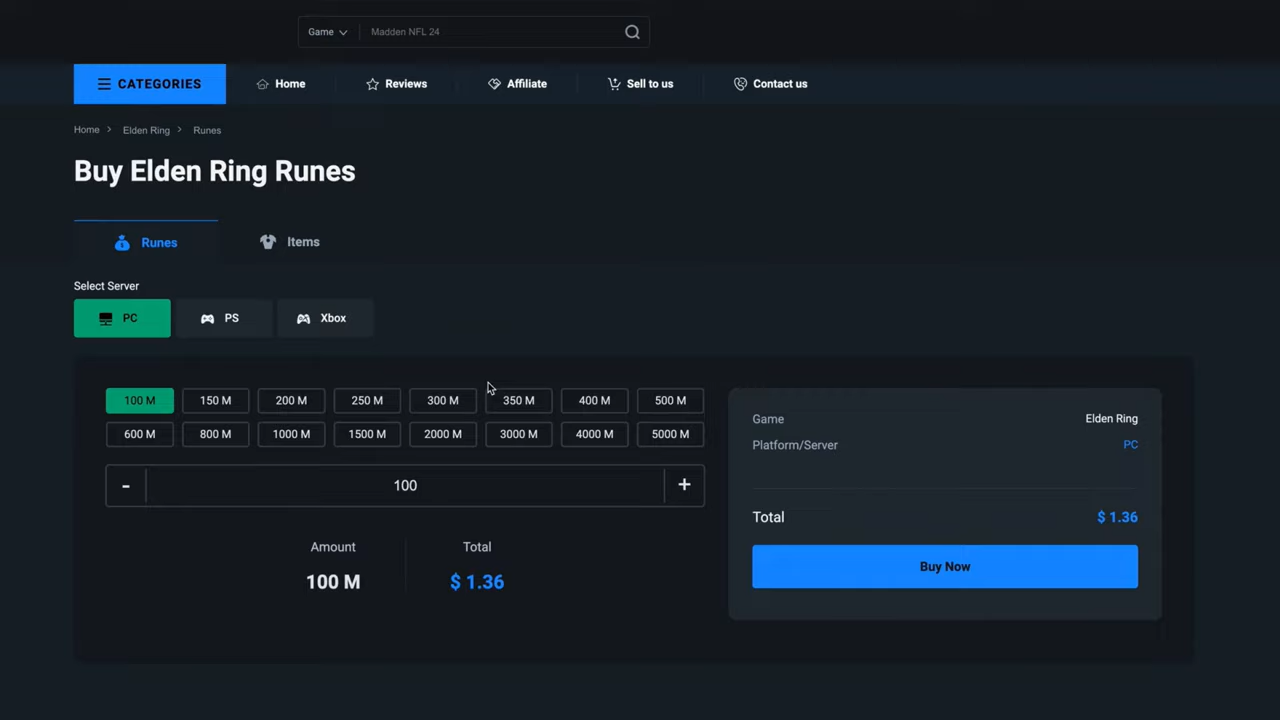 Game
Madden NFL 24
CATEGORIES
Home
Reviews
Affiliate
Sell to us
Contact us
Home > Elden Ring > Runes
Buy Elden Ring Runes
Runes
Items
Select Server
PC
PS
Xbox
100 M
150 M
200 M
250 M
300 M
350 M
400 M
500 M
600 M
800 M
1000 M
1500 M
2000 M
3000 M
4000 M
5000 M
- 100 +
Amount
100 M
Total
$ 1.36
Game Elden Ring
Platform/Server PC
Total $ 1.36
Buy Now